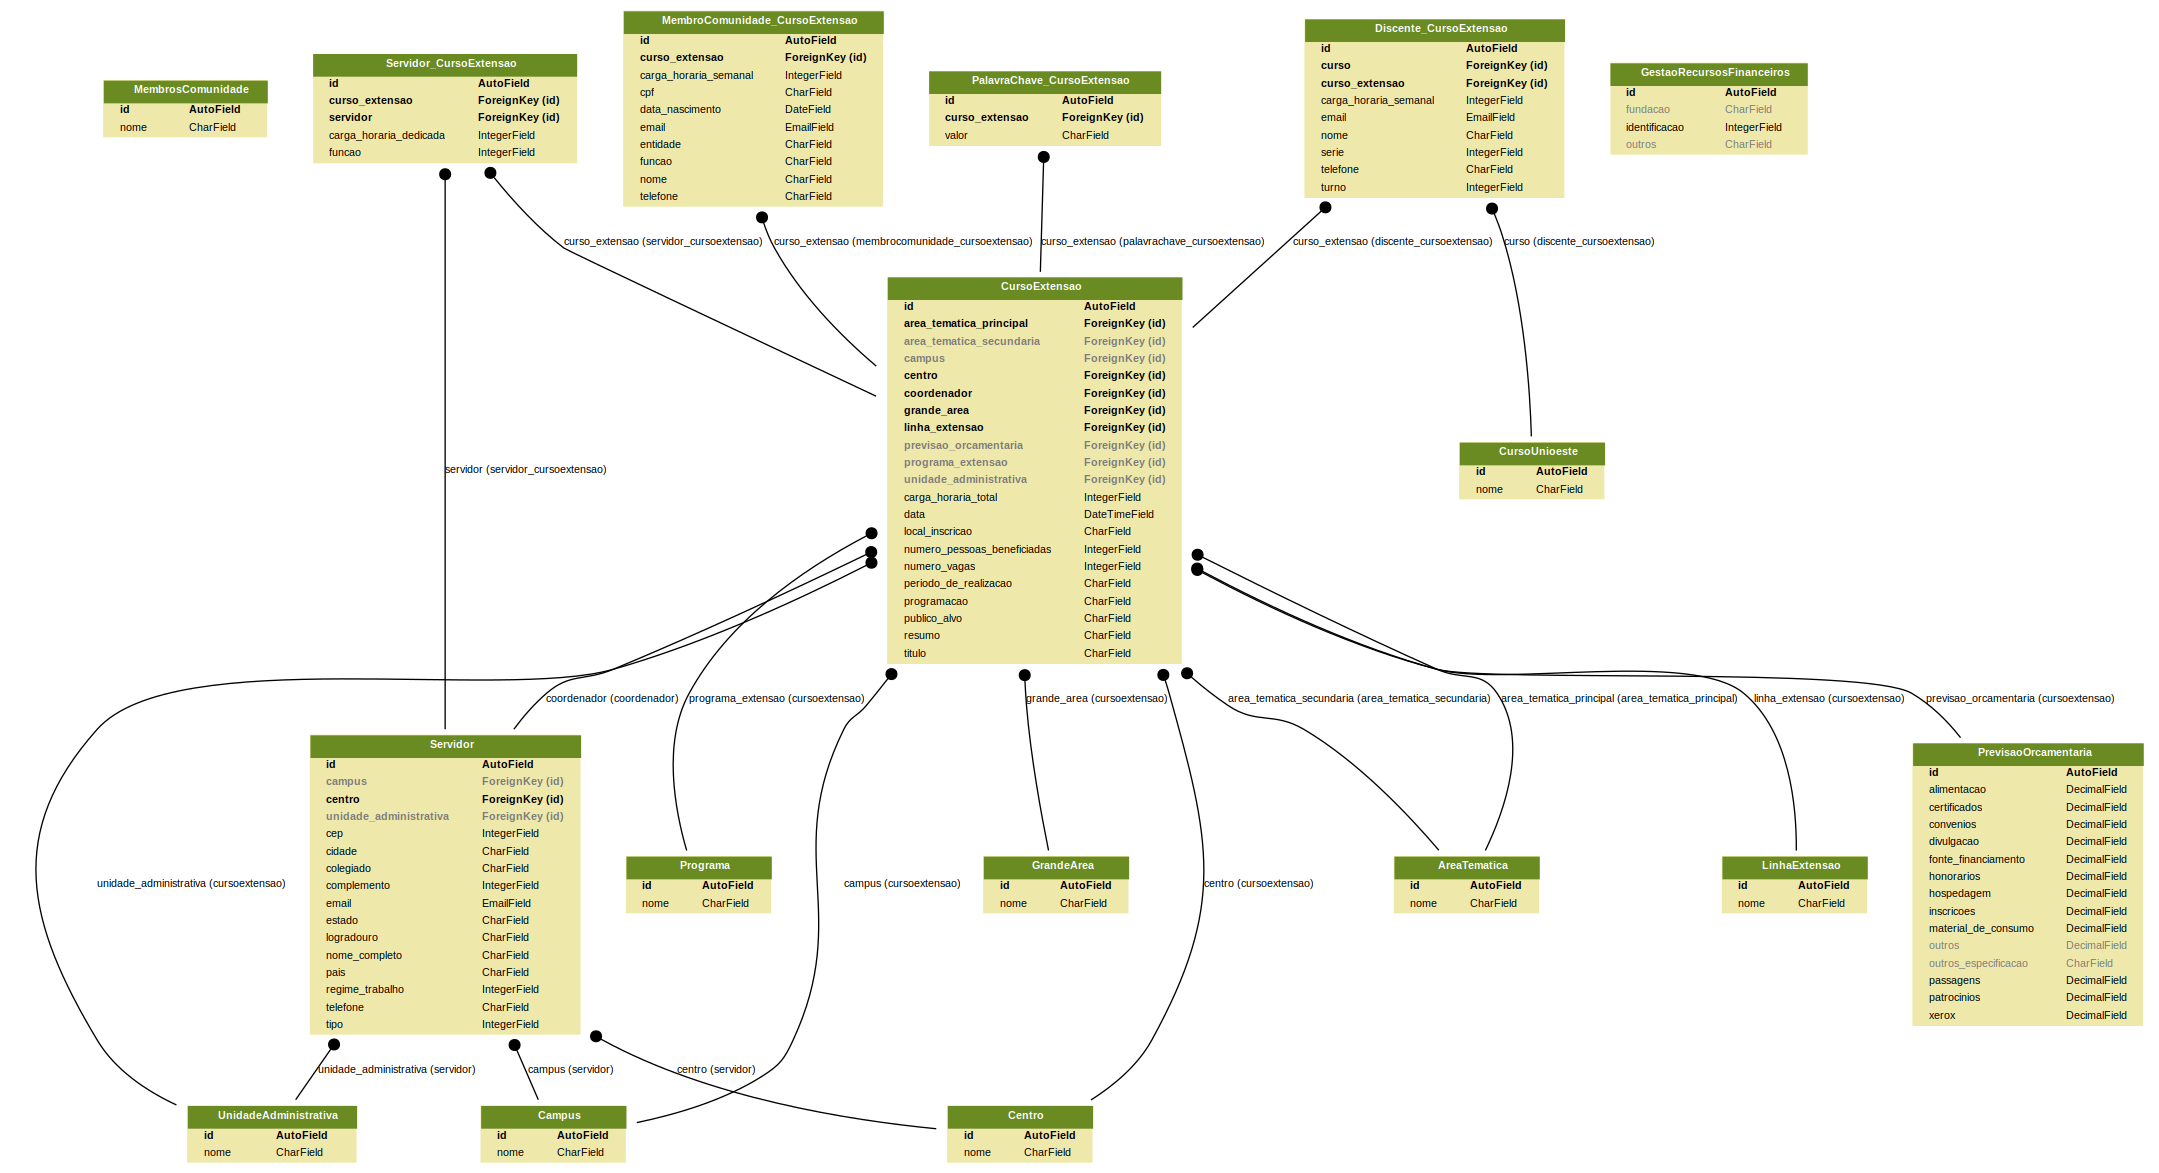 MembroComunidade_CursoExtensao
id AutoField
curso_extensao ForeignKey (id)
carga_horaria_semanal IntegerField
cpf CharField
data_nascimento DateField
email EmailField
entidade CharField
funcao CharField
nome CharField
telefone CharField
Discente_CursoExtensao
id AutoField
curso ForeignKey (id)
curso_extensao ForeignKey (id)
carga_horaria_semanal IntegerField
email EmailField
nome CharField
serie IntegerField
telefone CharField
turno IntegerField
Servidor_CursoExtensao
id AutoField
curso_extensao ForeignKey (id)
servidor ForeignKey (id)
carga_horaria_dedicada IntegerField
funcao IntegerField
GestaoRecursosFinanceiros
id AutoField
fundacao CharField
identificacao IntegerField
outros CharField
PalavraChave_CursoExtensao
id AutoField
curso_extensao ForeignKey (id)
valor CharField
MembrosComunidade
id AutoField
nome CharField
curso_extensao (servidor_cursoextensao)
curso_extensao (membrocomunidade_cursoextensao)
curso_extensao (palavrachave_cursoextensao)
curso_extensao (discente_cursoextensao)
curso (discente_cursoextensao)
CursoExtensao
id AutoField
area_tematica_principal ForeignKey (id)
area_tematica_secundaria ForeignKey (id)
campus ForeignKey (id)
centro ForeignKey (id)
coordenador ForeignKey (id)
grande_area ForeignKey (id)
linha_extensao ForeignKey (id)
previsao_orcamentaria ForeignKey (id)
programa_extensao ForeignKey (id)
unidade_administrativa ForeignKey (id)
carga_horaria_total IntegerField
data DateTimeField
local_inscricao CharField
numero_pessoas_beneficiadas IntegerField
numero_vagas IntegerField
periodo_de_realizacao CharField
programacao CharField
publico_alvo CharField
resumo CharField
titulo CharField
CursoUnioeste
id AutoField
nome CharField
servidor (servidor_cursoextensao)
coordenador (coordenador)
programa_extensao (cursoextensao)
grande_area (cursoextensao)
area_tematica_secundaria (area_tematica_secundaria)
area_tematica_principal (area_tematica_principal)
linha_extensao (cursoextensao)
previsao_orcamentaria (cursoextensao)
Servidor
id AutoField
campus ForeignKey (id)
centro ForeignKey (id)
unidade_administrativa ForeignKey (id)
cep IntegerField
cidade CharField
colegiado CharField
complemento IntegerField
email EmailField
estado CharField
logradouro CharField
nome_completo CharField
pais CharField
regime_trabalho IntegerField
telefone CharField
tipo IntegerField
PrevisaoOrcamentaria
id AutoField
alimentacao DecimalField
certificados DecimalField
convenios DecimalField
divulgacao DecimalField
fonte_financiamento DecimalField
honorarios DecimalField
hospedagem DecimalField
inscricoes DecimalField
material_de_consumo DecimalField
outros DecimalField
outros_especificacao CharField
passagens DecimalField
patrocinios DecimalField
xerox DecimalField
Programa
id AutoField
nome CharField
GrandeArea
id AutoField
nome CharField
AreaTematica
id AutoField
nome CharField
LinhaExtensao
id AutoField
nome CharField
unidade_administrativa (cursoextensao)
campus (cursoextensao)
centro (cursoextensao)
unidade_administrativa (servidor)
campus (servidor)
centro (servidor)
UnidadeAdministrativa
id AutoField
nome CharField
Campus
id AutoField
nome CharField
Centro
id AutoField
nome CharField